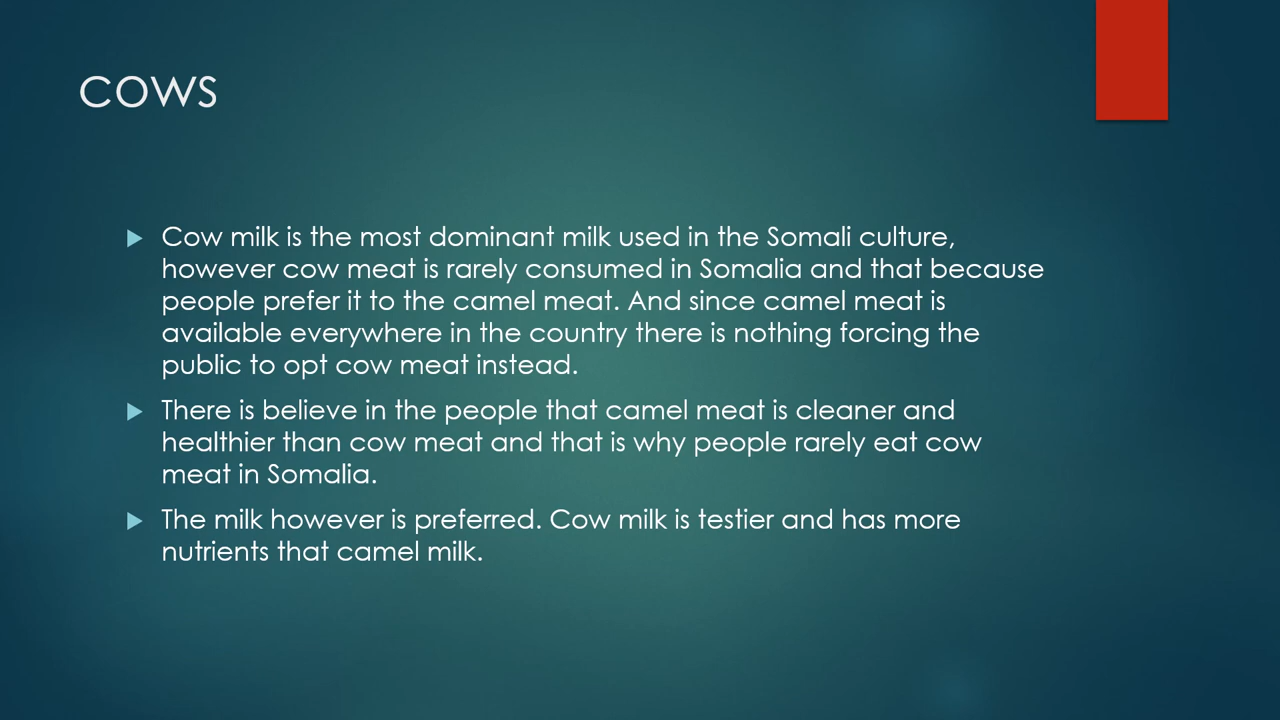 COWS
Cow milk is the most dominant milk used in the Somali culture,
however cow meat is rarely consumed in Somalia and that because
people prefer it to the camel meat. And since camel meat is
available everywhere in the country there is nothing forcing the
public to opt cow meat instead.
There is believe in the people that camel meat is cleaner and
healthier than cow meat and that is why people rarely eat cow
meat in Somalia.
The milk however is preferred. Cow milk is testier and has more
nutrients that camel milk.